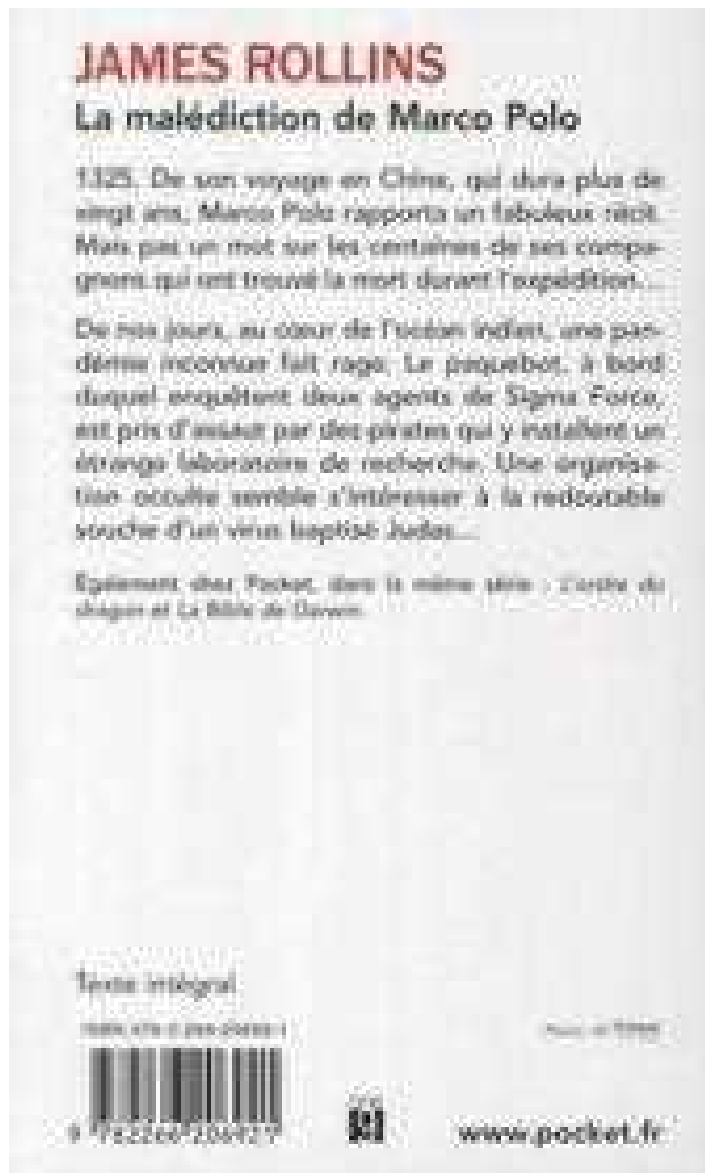 JAMES ROLLINS
La malédiction de Marco Polo
1325. De son voyage en Chine, qui dura plus de
vingt ans, Marco Polo rapporta un fabuleux récit.
Mais pas un mot sur les centaines de ses compa-
gnons qui ont trouvé la mort durant l'expédition...
De nos jours, au cœur de l'océan Indien, une pan-
démie inconnue fait rage. Le paquebot, à bord
duquel enquêtent deux agents de Sigma Force,
est pris d'assaut par des pirates qui y installent un
étrange laboratoire de recherche. Une organisa-
tion occulte semble s'intéresser à la redoutable
souche d'un virus baptisé Judas...
Également chez Pocket, dans la même série : L'ordre du
dragon et La Bible de Darwin.
Texte intégral
ISBN
www.pocket.fr